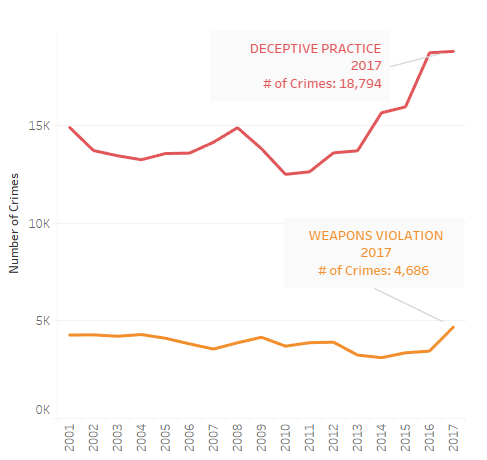 DECEPTIVE PRACTICE
2017
# of Crimes: 18,794
15K
10K
WEAPONS VIOLATION
2017
# of Crimes: 4,686
5K
0K
Number of Crimes
2001
2002
2003
2004
2005
2006
2007
2008
2009
2010
2011
2012
2013
2014
2015
2016
2017